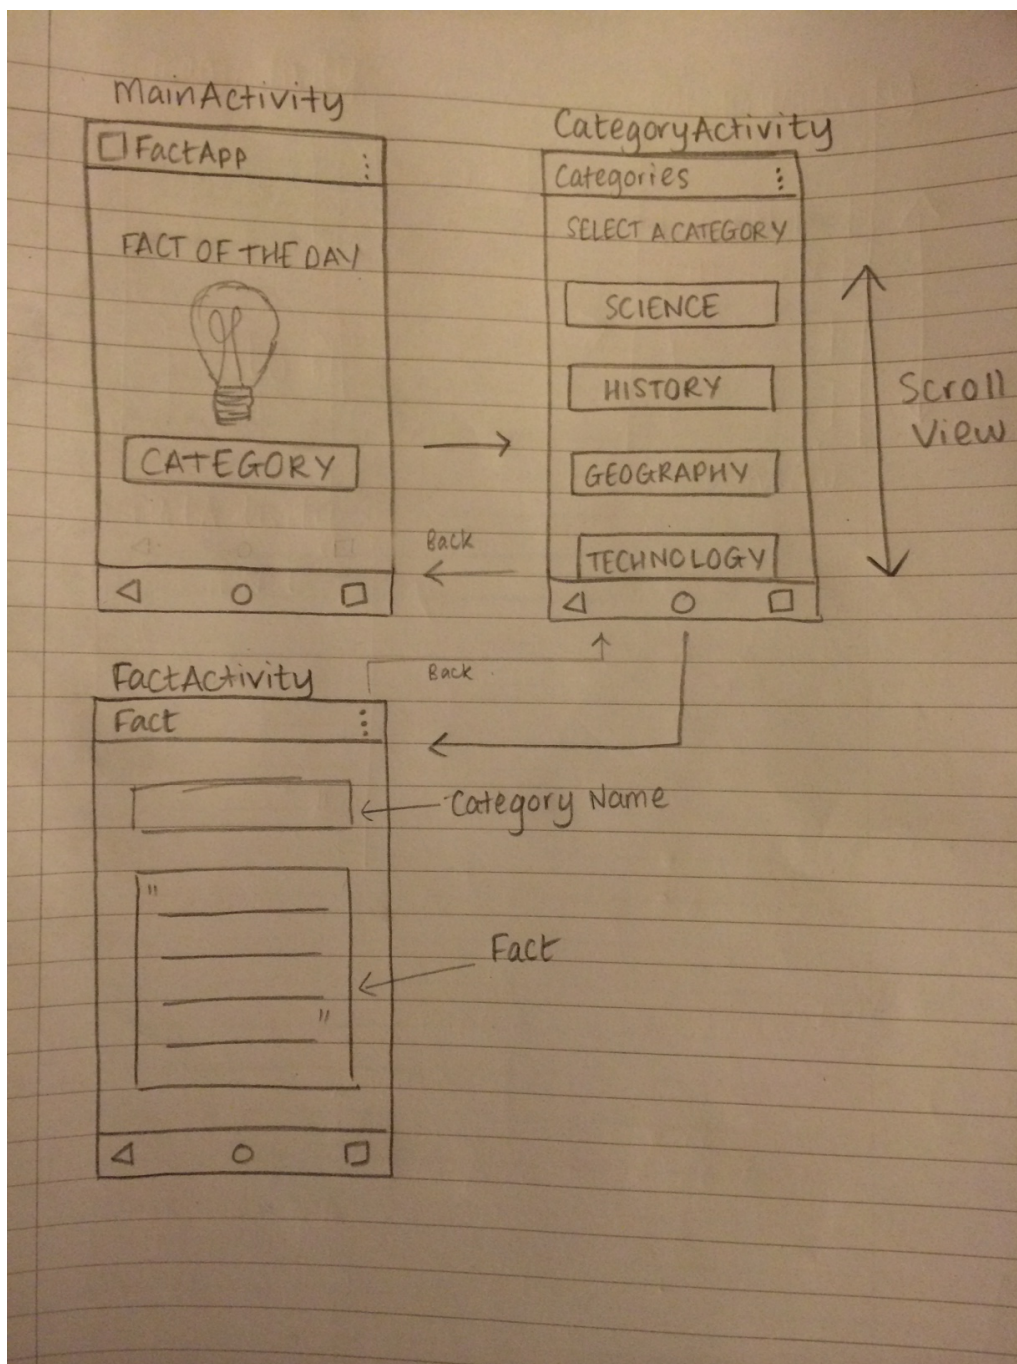 MainActivity
FactApp
FACT OF THE DAY
CATEGORY
CategoryActivity
Categories
SELECT A CATEGORY
SCIENCE
HISTORY
GEOGRAPHY
TECHNOLOGY
Scroll
View
Back
Back
FactActivity
Fact
Category Name
"
Fact
"